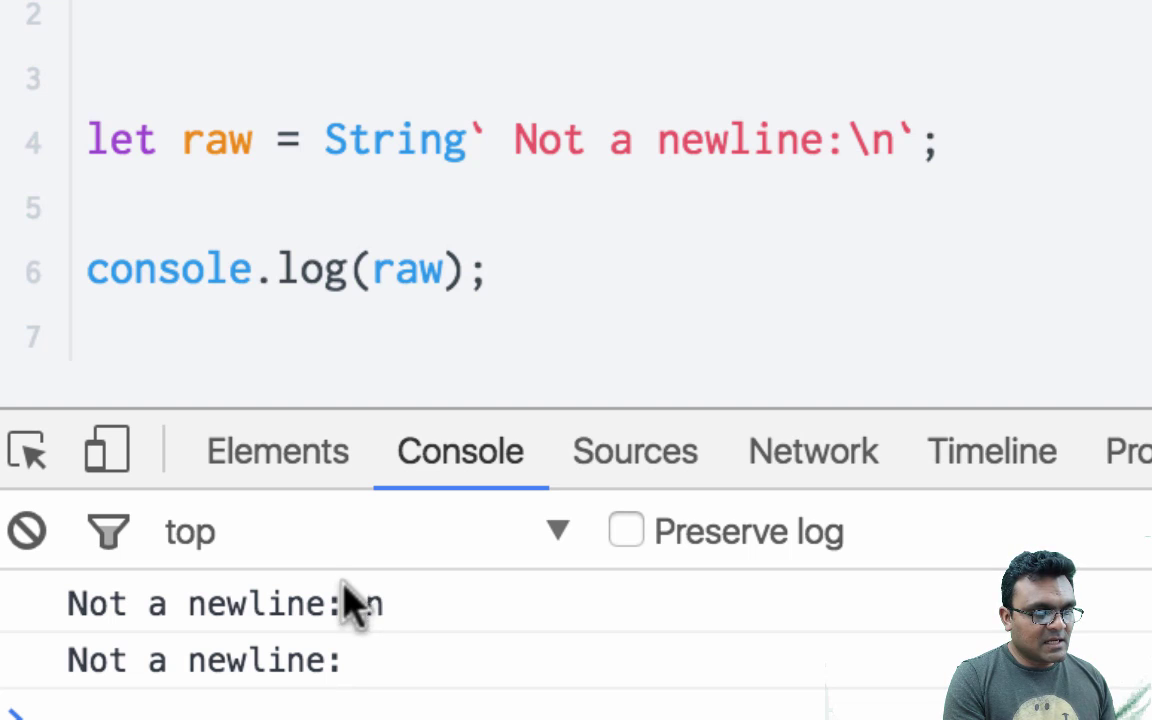 2
3
4 let raw = String` Not a newline:\n`;
5
6 console.log(raw);
7
Elements Console Sources Network Timeline Pro
top Preserve log
Not a newline: n
Not a newline: